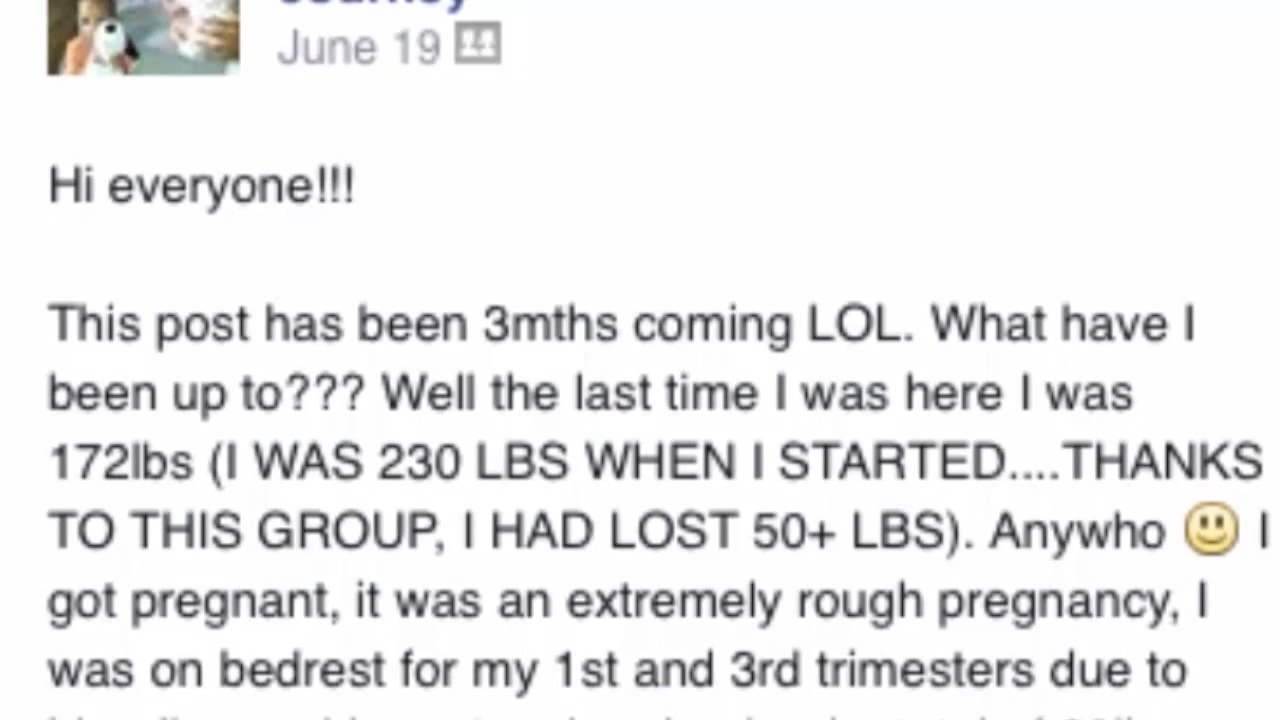 Journey
June 19
Hi everyone!!!
This post has been 3mths coming LOL. What have I
been up to??? Well the last time I was here I was
172lbs (I WAS 230 LBS WHEN I STARTED....THANKS
TO THIS GROUP, I HAD LOST 50+ LBS). Anywho 🙂 I
got pregnant, it was an extremely rough pregnancy, I
was on bedrest for my 1st and 3rd trimesters due to